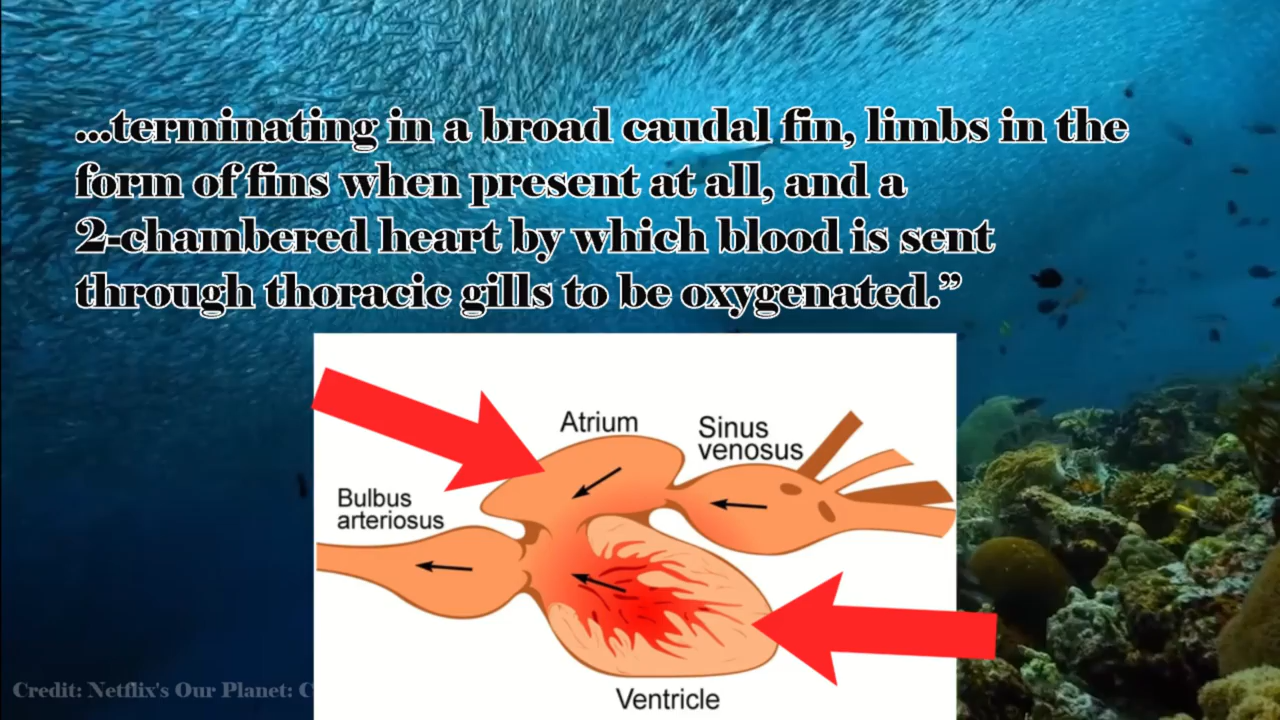 ...terminating in a broad caudal fin, limbs in the
form of fins when present at all, and a
2-chambered heart by which blood is sent
through thoracic gills to be oxygenated.”
Atrium
Sinus
venosus
Bulbus
arteriosus
Ventricle
Credit: Netflix's Our Planet: C